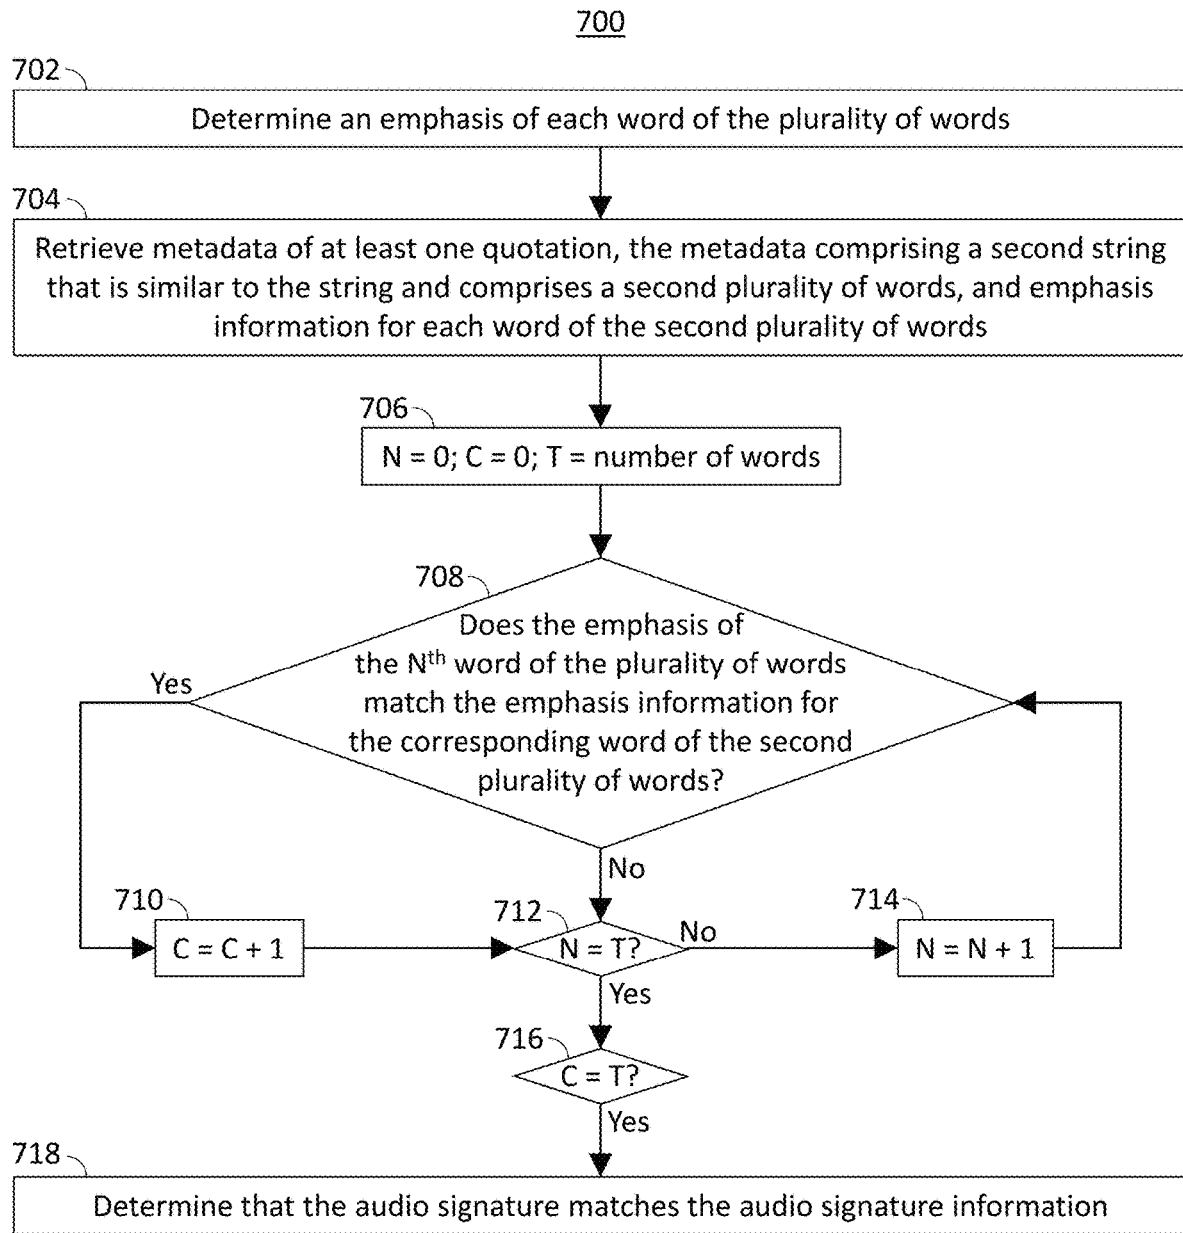 700
702
Determine an emphasis of each word of the plurality of words
704
Retrieve metadata of at least one quotation, the metadata comprising a second string
that is similar to the string and comprises a second plurality of words, and emphasis
information for each word of the second plurality of words
706
N = 0; C = 0; T = number of words
708
Does the emphasis of
the Nth word of the plurality of words
match the emphasis information for
the corresponding word of the second
plurality of words?
Yes
No
710
C = C + 1
712
N = T?
No
714
N = N + 1
Yes
716
C = T?
Yes
718
Determine that the audio signature matches the audio signature information